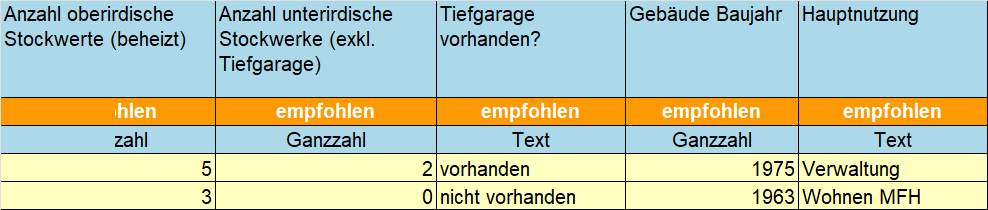 Anzahl oberirdische Stockwerte (beheizt)
Anzahl unterirdische Stockwerke (exkl. Tiefgarage)
Tiefgarage vorhanden?
Gebäude Baujahr
Hauptnutzung
hlen empfohlen empfohlen empfohlen empfohlen
zahl Ganzzahl Text Ganzzahl Text
5 2 vorhanden 1975 Verwaltung
3 0 nicht vorhanden 1963 Wohnen MFH